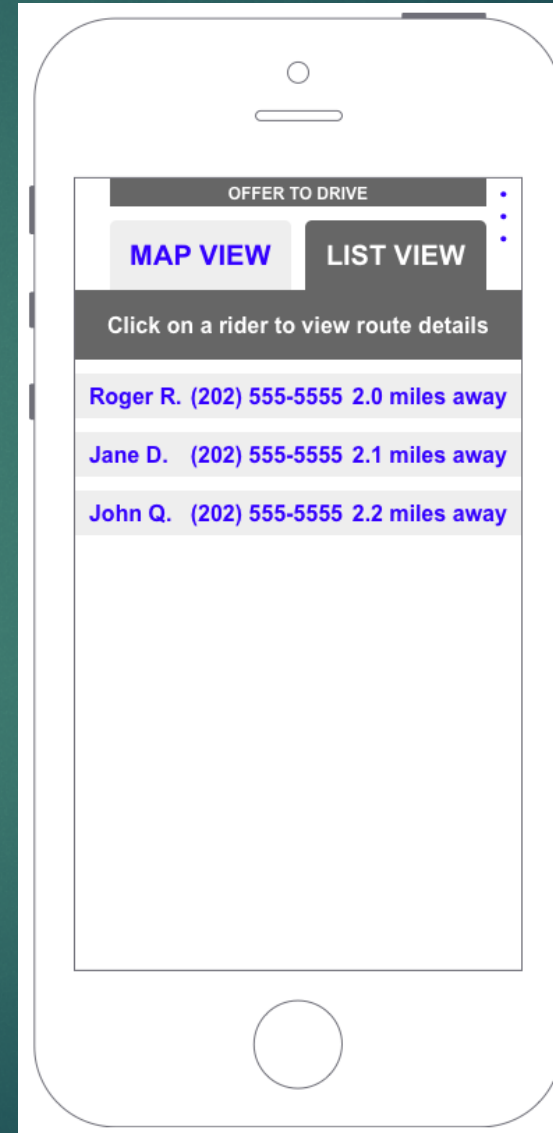 OFFER TO DRIVE
MAP VIEW LIST VIEW
Click on a rider to view route details
Roger R. (202) 555-5555 2.0 miles away
Jane D. (202) 555-5555 2.1 miles away
John Q. (202) 555-5555 2.2 miles away